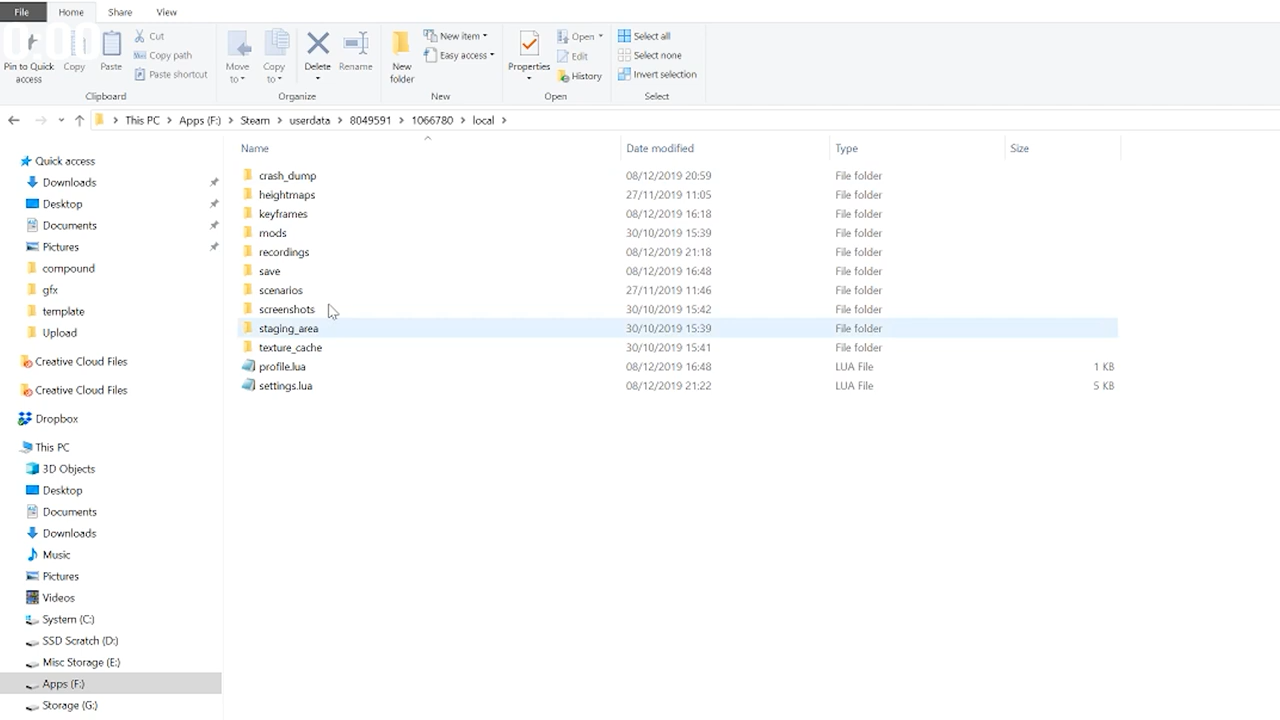 File Home Share View
Pin to Quick access
Copy
Paste
Cut
Copy path
Paste shortcut
Clipboard
Move to
Copy to
Delete
Rename
Organize
New folder
New item
Easy access
New
Properties
Open
Edit
History
Open
Select all
Select none
Invert selection
Select
This PC > Apps (F:) > Steam > userdata > 8049591 > 1066780 > local >
Name Date modified Type Size
Quick access
Downloads
Desktop
Documents
Pictures
compound
gfx
template
Upload
Creative Cloud Files
Creative Cloud Files
Dropbox
This PC
3D Objects
Desktop
Documents
Downloads
Music
Pictures
Videos
System (C:)
SSD Scratch (D:)
Misc Storage (E:)
Apps (F:)
Storage (G:)
crash_dump 08/12/2019 20:59 File folder
heightmaps 27/11/2019 11:05 File folder
keyframes 08/12/2019 16:18 File folder
mods 30/10/2019 15:39 File folder
recordings 08/12/2019 21:18 File folder
save 08/12/2019 16:48 File folder
scenarios 27/11/2019 11:46 File folder
screenshots 30/10/2019 15:42 File folder
staging_area 30/10/2019 15:39 File folder
texture_cache 30/10/2019 15:41 File folder
profile.lua 08/12/2019 16:48 LUA File 1 KB
settings.lua 08/12/2019 21:22 LUA File 5 KB